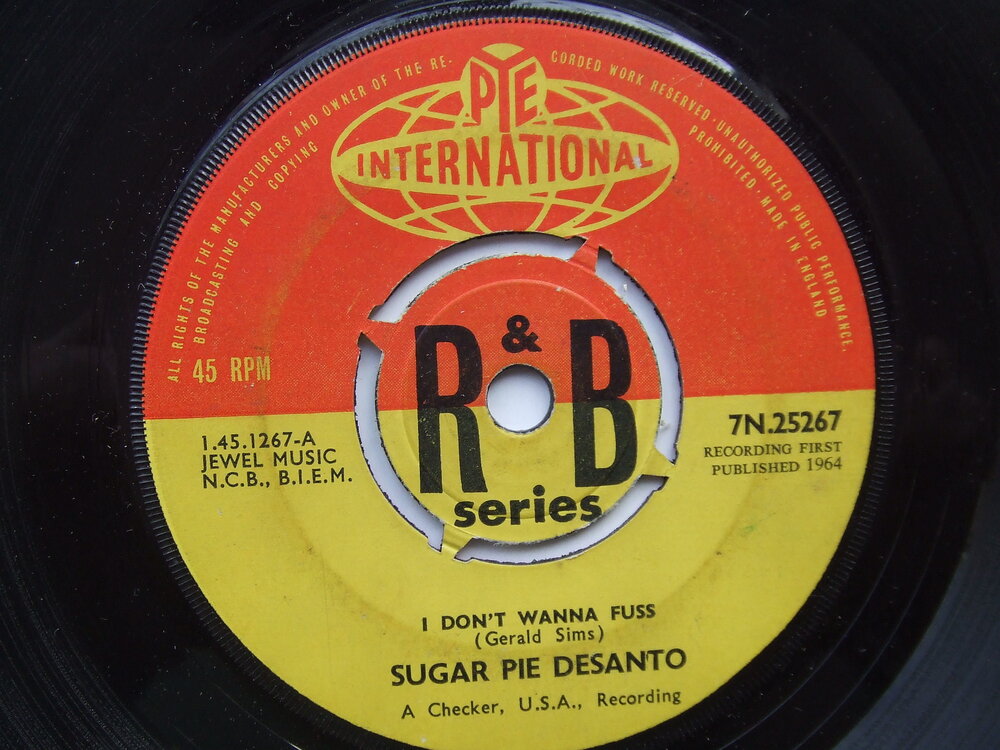 ALL RIGHTS OF THE MANUFACTURERS AND OWNER OF THE RE-
CORDED WORK RESERVED·UNAUTHORIZED PUBLIC PERFORMANCE,
BROADCASTING AND COPYING
PROHIBITED·MADE IN ENGLAND
PYE
INTERNATIONAL
45 RPM
R & B
series
1.45.1267-A
JEWEL MUSIC
N.C.B., B.I.E.M.
7N.25267
RECORDING FIRST
PUBLISHED 1964
I DON'T WANNA FUSS
(Gerald Sims)
SUGAR PIE DESANTO
A Checker, U.S.A., Recording